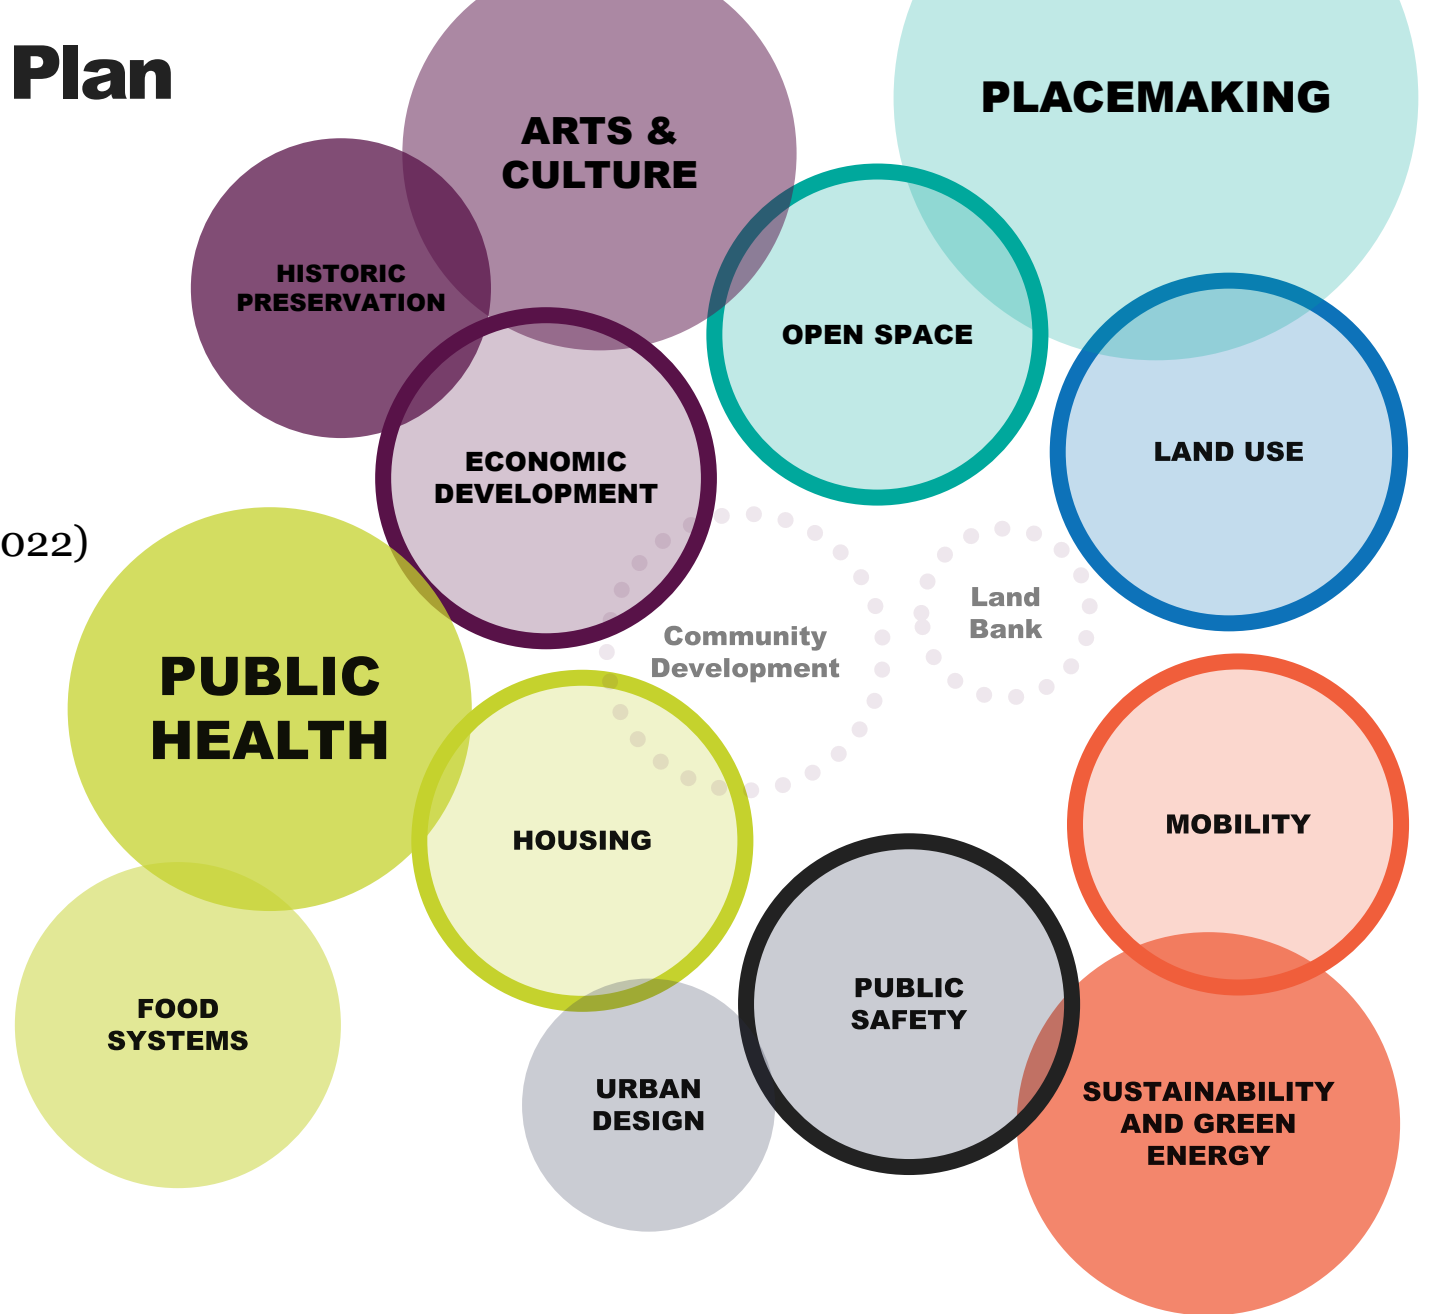 Plan
PLACEMAKING
ARTS &
CULTURE
HISTORIC
PRESERVATION
OPEN SPACE
LAND USE
ECONOMIC
DEVELOPMENT
022)
Land
Bank
Community
Development
PUBLIC
HEALTH
MOBILITY
HOUSING
PUBLIC
SAFETY
FOOD
SYSTEMS
URBAN
DESIGN
SUSTAINABILITY
AND GREEN
ENERGY